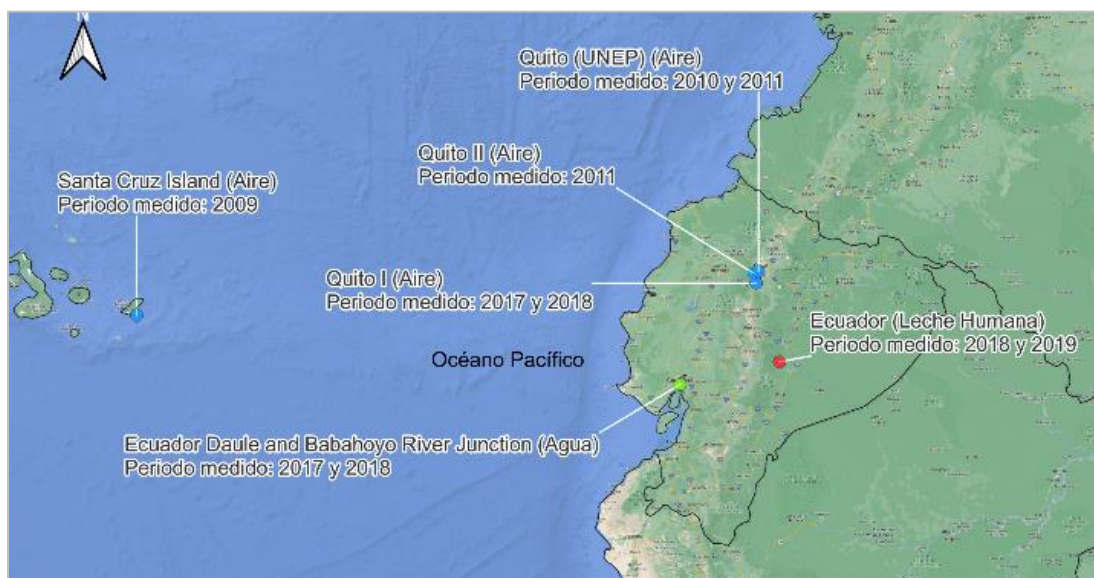 N
Quito (UNEP) (Aire)
Periodo medido: 2010 y 2011
Quito II (Aire)
Periodo medido: 2011
Santa Cruz Island (Aire)
Periodo medido: 2009
Quito I (Aire)
Periodo medido: 2017 y 2018
Ecuador (Leche Humana)
Periodo medido: 2018 y 2019
Océano Pacífico
Ecuador Daule and Babahoyo River Junction (Agua)
Periodo medido: 2017 y 2018